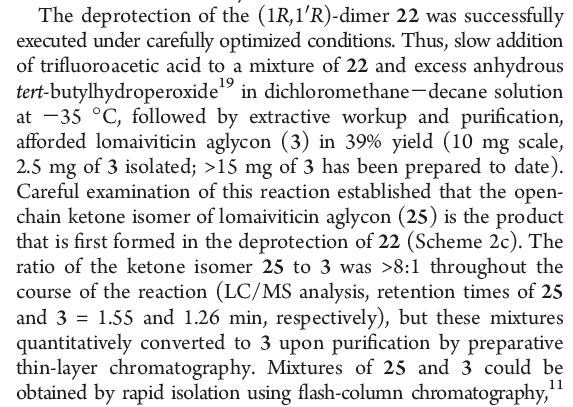 The deprotection of the (1R,1′R)-dimer 22 was successfully
executed under carefully optimized conditions. Thus, slow addition
of trifluoroacetic acid to a mixture of 22 and excess anhydrous
tert-butylhydroperoxide19 in dichloromethane−decane solution
at −35 °C, followed by extractive workup and purification,
afforded lomaiviticin aglycon (3) in 39% yield (10 mg scale,
2.5 mg of 3 isolated; >15 mg of 3 has been prepared to date).
Careful examination of this reaction established that the open-
chain ketone isomer of lomaiviticin aglycon (25) is the product
that is first formed in the deprotection of 22 (Scheme 2c). The
ratio of the ketone isomer 25 to 3 was >8:1 throughout the
course of the reaction (LC/MS analysis, retention times of 25
and 3 = 1.55 and 1.26 min, respectively), but these mixtures
quantitatively converted to 3 upon purification by preparative
thin-layer chromatography. Mixtures of 25 and 3 could be
obtained by rapid isolation using flash-column chromatography,11